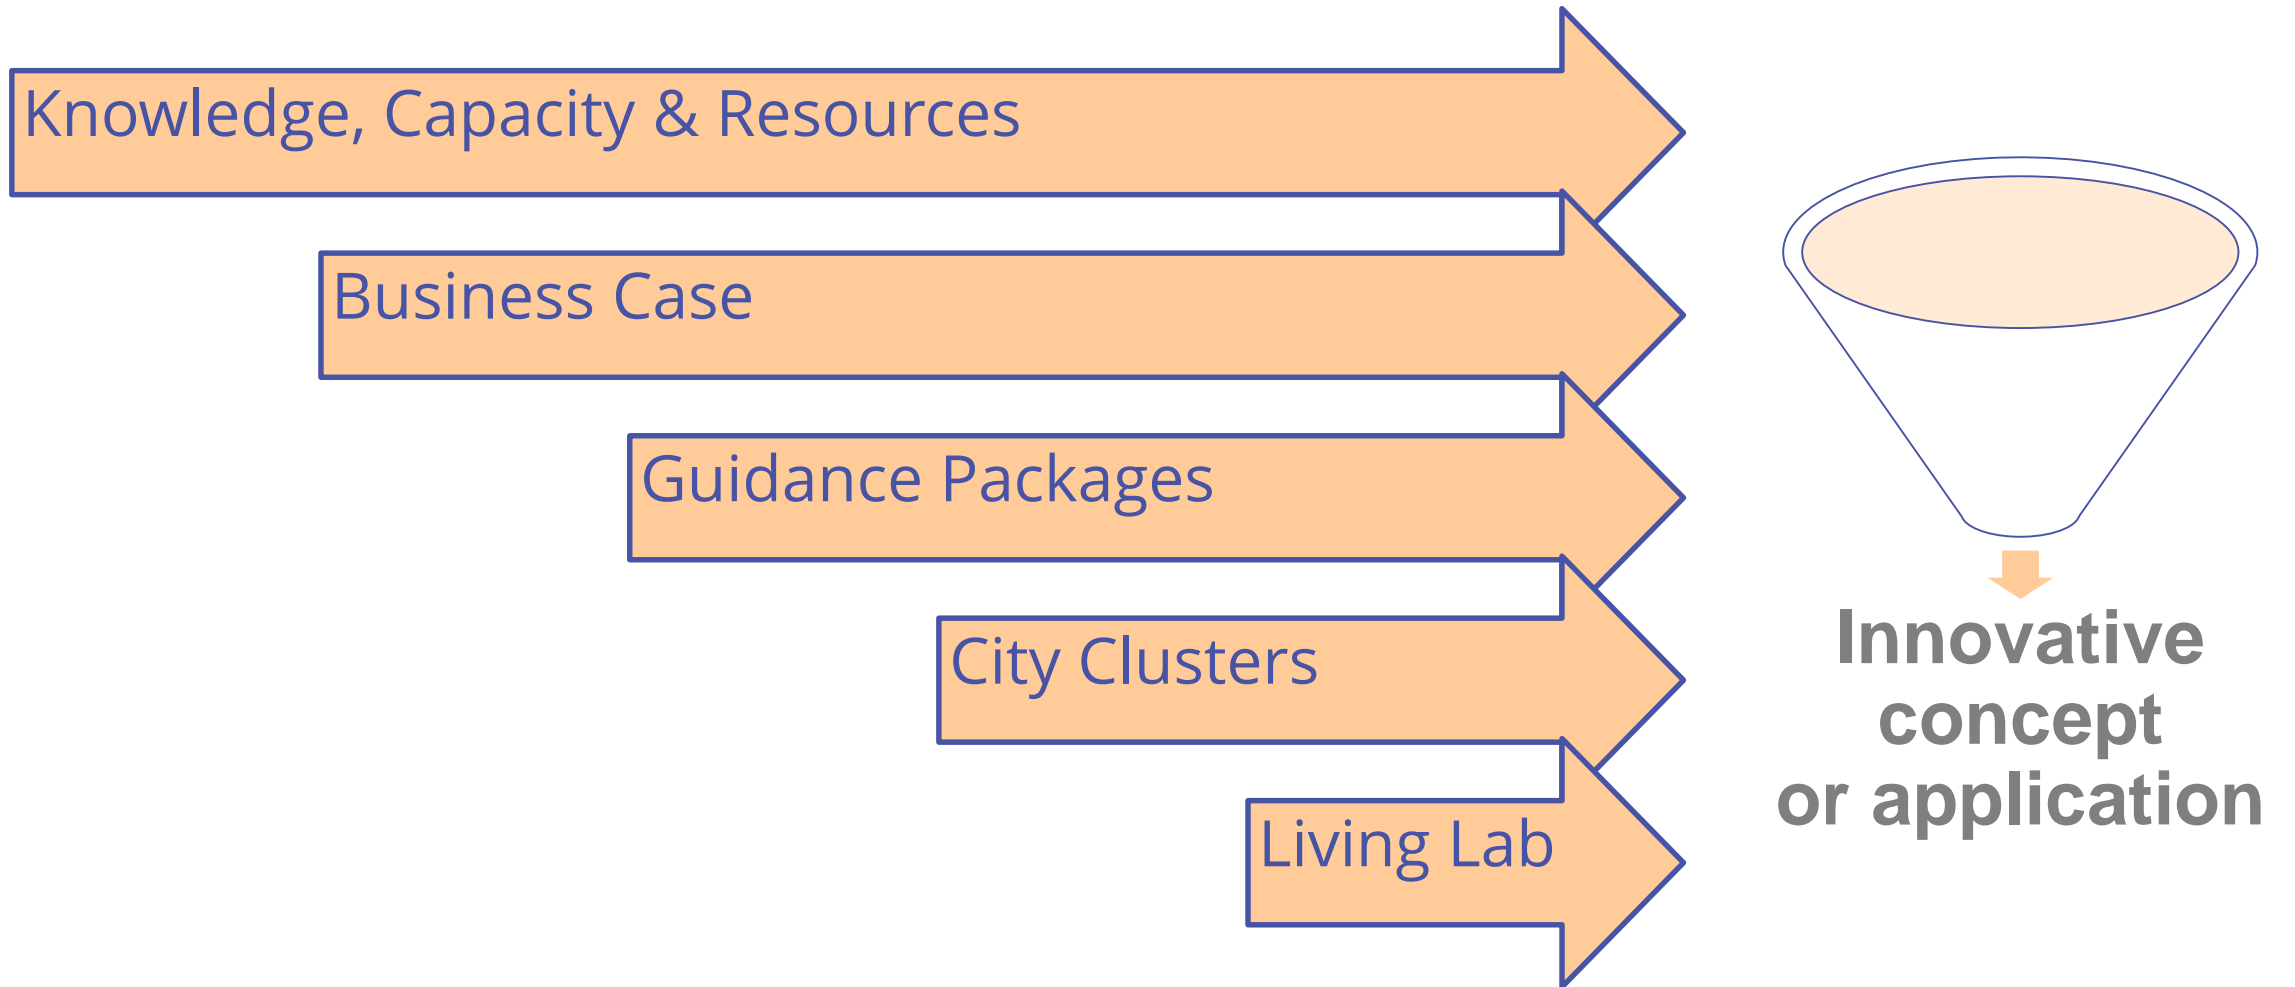 Knowledge, Capacity & Resources
Business Case
Guidance Packages
City Clusters
Living Lab
Innovative
concept
or application